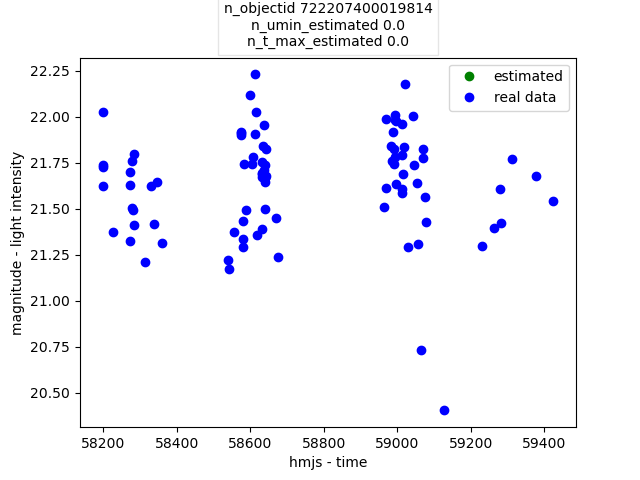 n_objectid 722207400019814
n_umin_estimated 0.0
n_t_max_estimated 0.0
estimated
real data
magnitude - light intensity
22.25
22.00
21.75
21.50
21.25
21.00
20.75
20.50
58200 58400 58600 58800 59000 59200 59400
hmjs - time